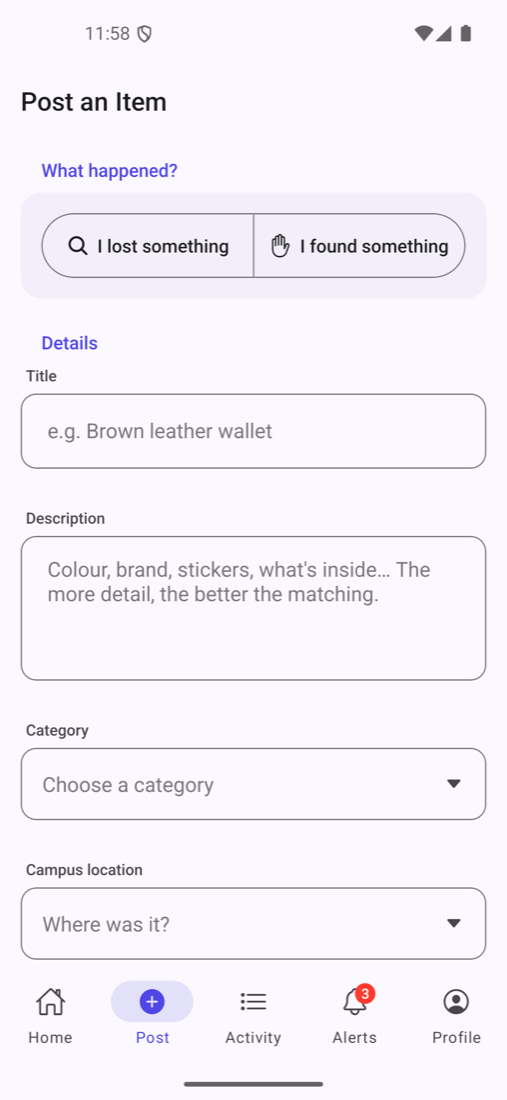 11:58
Post an Item
What happened?
I lost something
I found something
Details
Title
e.g. Brown leather wallet
Description
Colour, brand, stickers, what's inside... The
more detail, the better the matching.
Category
Choose a category
Campus location
Where was it?
3
Home
Post
Activity
Alerts
Profile